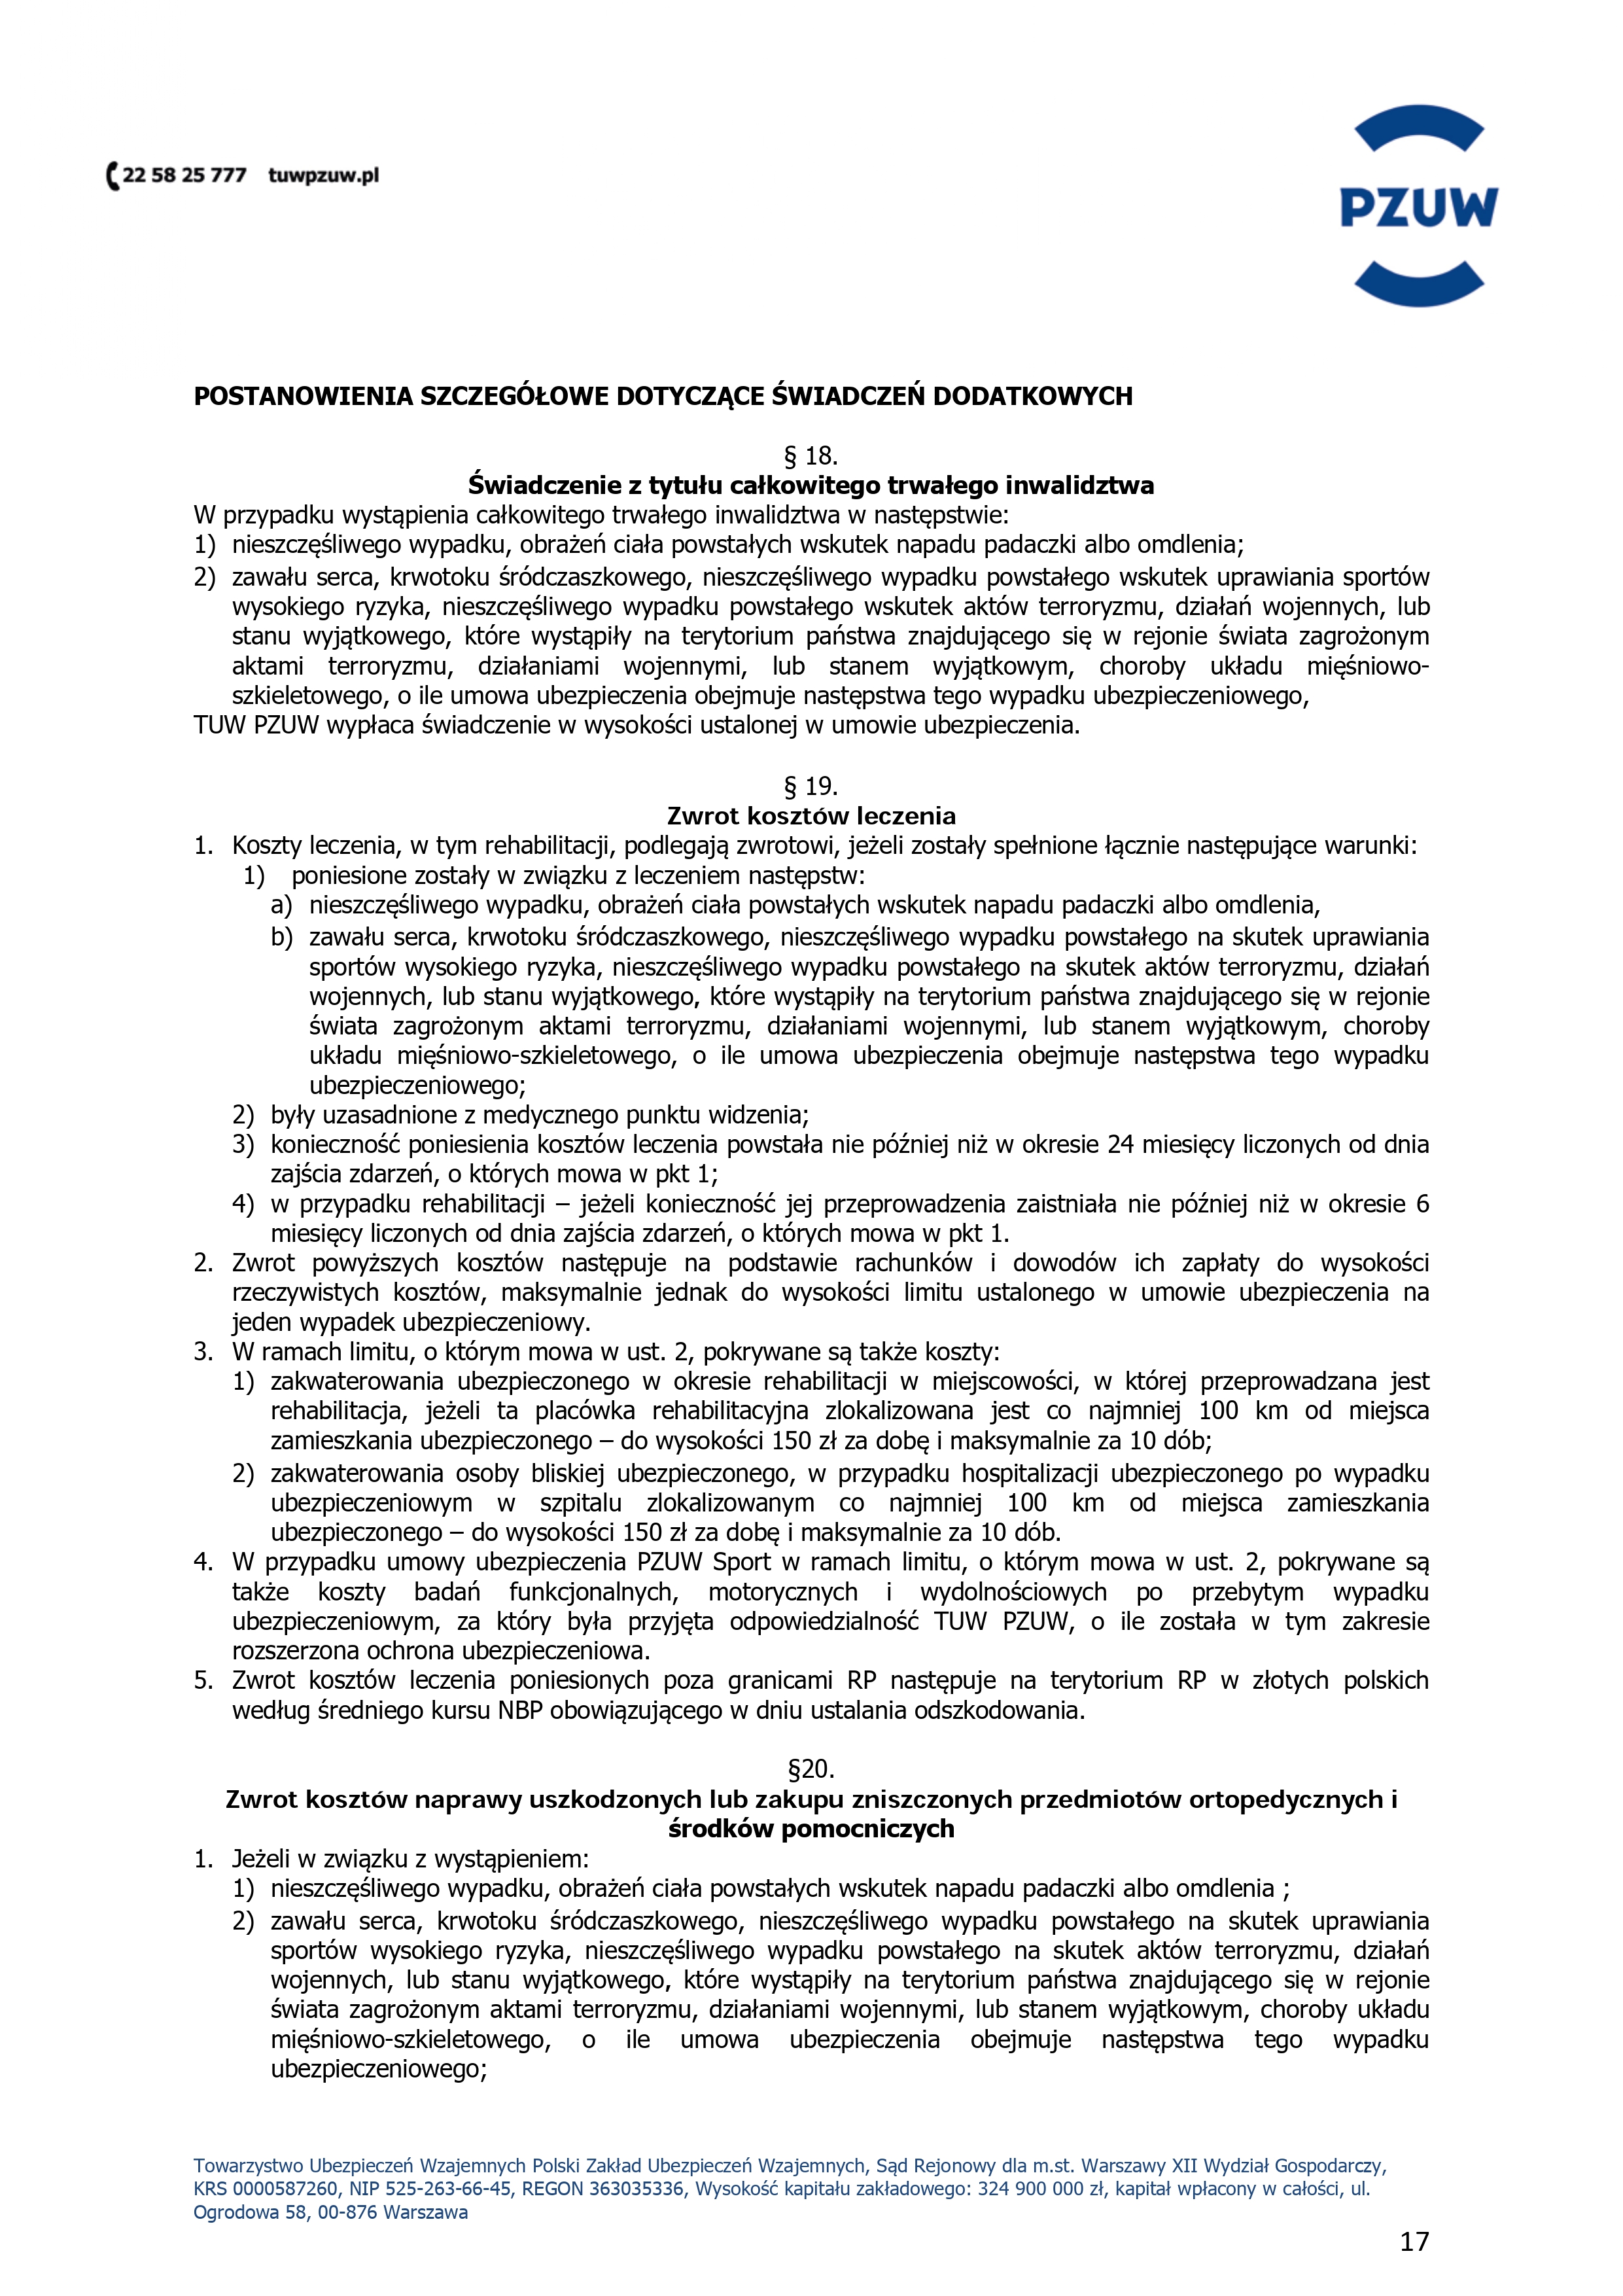 22 58 25 777 tuwpzuw.pl
PZUW
POSTANOWIENIA SZCZEGÓŁOWE DOTYCZĄCE ŚWIADCZEŃ DODATKOWYCH
§ 18.
Świadczenie z tytułu całkowitego trwałego inwalidztwa
W przypadku wystąpienia całkowitego trwałego inwalidztwa w następstwie:
1) nieszczęśliwego wypadku, obrażeń ciała powstałych wskutek napadu padaczki albo omdlenia;
2) zawału serca, krwotoku śródczaszkowego, nieszczęśliwego wypadku powstałego wskutek uprawiania sportów
wysokiego ryzyka, nieszczęśliwego wypadku powstałego wskutek aktów terroryzmu, działań wojennych, lub
stanu wyjątkowego, które wystąpiły na terytorium państwa znajdującego się w rejonie świata zagrożonym
aktami terroryzmu, działaniami wojennymi, lub stanem wyjątkowym, choroby układu mięśniowo-
szkieletowego, o ile umowa ubezpieczenia obejmuje następstwa tego wypadku ubezpieczeniowego,
TUW PZUW wypłaca świadczenie w wysokości ustalonej w umowie ubezpieczenia.
§ 19.
Zwrot kosztów leczenia
1. Koszty leczenia, w tym rehabilitacji, podlegają zwrotowi, jeżeli zostały spełnione łącznie następujące warunki:
1) poniesione zostały w związku z leczeniem następstw:
a) nieszczęśliwego wypadku, obrażeń ciała powstałych wskutek napadu padaczki albo omdlenia,
b) zawału serca, krwotoku śródczaszkowego, nieszczęśliwego wypadku powstałego na skutek uprawiania
sportów wysokiego ryzyka, nieszczęśliwego wypadku powstałego na skutek aktów terroryzmu, działań
wojennych, lub stanu wyjątkowego, które wystąpiły na terytorium państwa znajdującego się w rejonie
świata zagrożonym aktami terroryzmu, działaniami wojennymi, lub stanem wyjątkowym, choroby
układu mięśniowo-szkieletowego, o ile umowa ubezpieczenia obejmuje następstwa tego wypadku
ubezpieczeniowego;
2) były uzasadnione z medycznego punktu widzenia;
3) konieczność poniesienia kosztów leczenia powstała nie później niż w okresie 24 miesięcy liczonych od dnia
zajścia zdarzeń, o których mowa w pkt 1;
4) w przypadku rehabilitacji – jeżeli konieczność jej przeprowadzenia zaistniała nie później niż w okresie 6
miesięcy liczonych od dnia zajścia zdarzeń, o których mowa w pkt 1.
2. Zwrot powyższych kosztów następuje na podstawie rachunków i dowodów ich zapłaty do wysokości
rzeczywistych kosztów, maksymalnie jednak do wysokości limitu ustalonego w umowie ubezpieczenia na
jeden wypadek ubezpieczeniowy.
3. W ramach limitu, o którym mowa w ust. 2, pokrywane są także koszty:
1) zakwaterowania ubezpieczonego w okresie rehabilitacji w miejscowości, w której przeprowadzana jest
rehabilitacja, jeżeli ta placówka rehabilitacyjna zlokalizowana jest co najmniej 100 km od miejsca
zamieszkania ubezpieczonego – do wysokości 150 zł za dobę i maksymalnie za 10 dób;
2) zakwaterowania osoby bliskiej ubezpieczonego, w przypadku hospitalizacji ubezpieczonego po wypadku
ubezpieczeniowym w szpitalu zlokalizowanym co najmniej 100 km od miejsca zamieszkania
ubezpieczonego – do wysokości 150 zł za dobę i maksymalnie za 10 dób.
4. W przypadku umowy ubezpieczenia PZUW Sport w ramach limitu, o którym mowa w ust. 2, pokrywane są
także koszty badań funkcjonalnych, motorycznych i wydolnościowych po przebytym wypadku
ubezpieczeniowym, za który była przyjęta odpowiedzialność TUW PZUW, o ile została w tym zakresie
rozszerzona ochrona ubezpieczeniowa.
5. Zwrot kosztów leczenia poniesionych poza granicami RP następuje na terytorium RP w złotych polskich
według średniego kursu NBP obowiązującego w dniu ustalania odszkodowania.
§20.
Zwrot kosztów naprawy uszkodzonych lub zakupu zniszczonych przedmiotów ortopedycznych i
środków pomocniczych
1. Jeżeli w związku z wystąpieniem:
1) nieszczęśliwego wypadku, obrażeń ciała powstałych wskutek napadu padaczki albo omdlenia ;
2) zawału serca, krwotoku śródczaszkowego, nieszczęśliwego wypadku powstałego na skutek uprawiania
sportów wysokiego ryzyka, nieszczęśliwego wypadku powstałego na skutek aktów terroryzmu, działań
wojennych, lub stanu wyjątkowego, które wystąpiły na terytorium państwa znajdującego się w rejonie
świata zagrożonym aktami terroryzmu, działaniami wojennymi, lub stanem wyjątkowym, choroby układu
mięśniowo-szkieletowego, o ile umowa ubezpieczenia obejmuje następstwa tego wypadku
ubezpieczeniowego;
Towarzystwo Ubezpieczeń Wzajemnych Polski Zakład Ubezpieczeń Wzajemnych, Sąd Rejonowy dla m.st. Warszawy XII Wydział Gospodarczy,
KRS 0000587260, NIP 525-263-66-45, REGON 363035336, Wysokość kapitału zakładowego: 324 900 000 zł, kapitał wpłacony w całości, ul.
Ogrodowa 58, 00-876 Warszawa
17